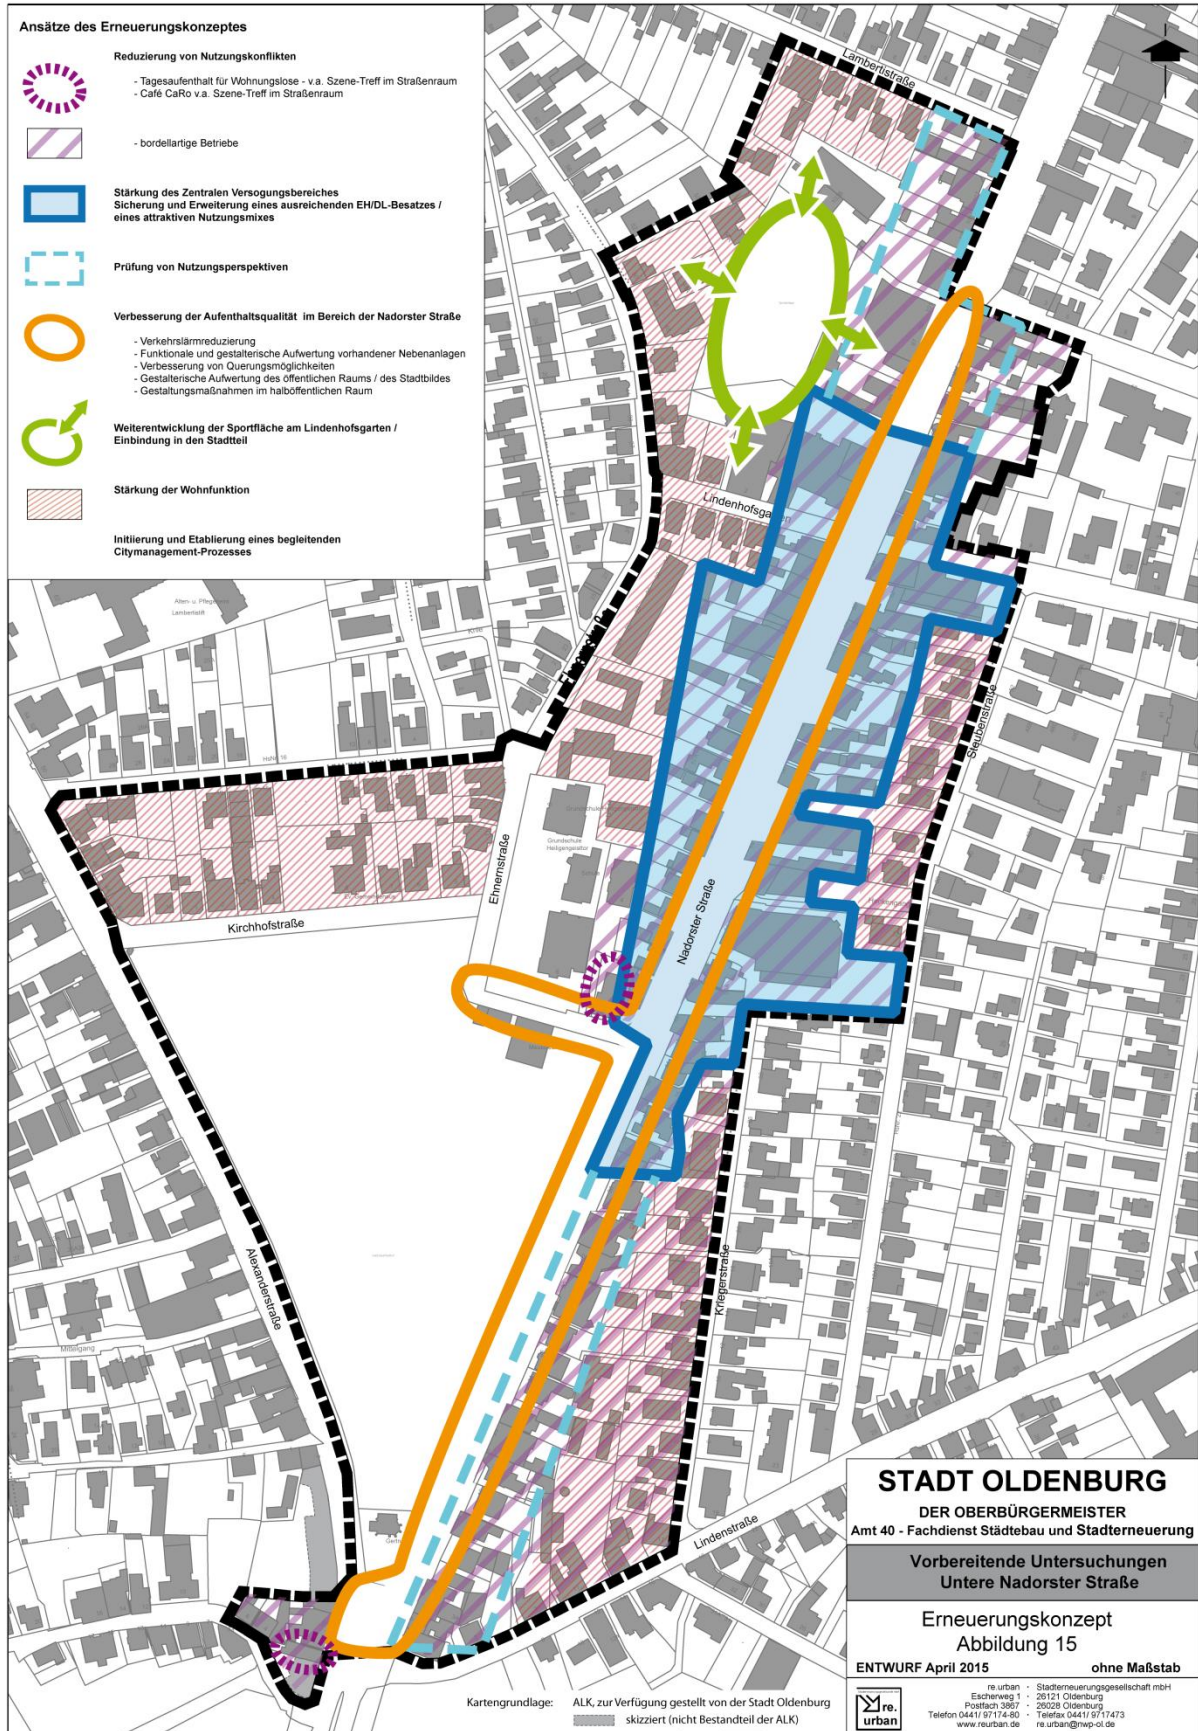 Ansätze des Erneuerungskonzeptes
Reduzierung von Nutzungskonflikten
- Tagesaufenthalt für Wohnungslose - v.a. Szene-Treff im Straßenraum
- Café CaRo v.a. Szene-Treff im Straßenraum
- bordellartige Betriebe
Stärkung des Zentralen Versogungsbereiches
Sicherung und Erweiterung eines ausreichenden EH/DL-Besatzes /
eines attraktiven Nutzungsmixes
Prüfung von Nutzungsperspektiven
Verbesserung der Aufenthaltsqualität im Bereich der Nadorster Straße
- Verkehrslärmreduzierung
- Funktionale und gestalterische Aufwertung vorhandener Nebenanlagen
- Verbesserung von Querungsmöglichkeiten
- Gestalterische Aufwertung des öffentlichen Raums / des Stadtbildes
- Gestaltungsmaßnahmen im halböffentlichen Raum
Weiterentwicklung der Sportfläche am Lindenhofsgarten /
Einbindung in den Stadtteil
Stärkung der Wohnfunktion
Initiierung und Etablierung eines begleitenden
Citymanagement-Prozesses
Lambertistraße
Lindenhofsgarten
Alten- u. Pflegeheim
Lambertistift
Ehnernstraße
Steubenstraße
Grundschule
Heiligengeisttor
Ehnernstraße
Kirchhofstraße
Nadorster Straße
Alexanderstraße
Mittelgang
Kriegerstraße
Lindenstraße
STADT OLDENBURG
DER OBERBÜRGERMEISTER
Amt 40 - Fachdienst Städtebau und Stadterneuerung
Vorbereitende Untersuchungen
Untere Nadorster Straße
Erneuerungskonzept
Abbildung 15
ENTWURF April 2015 ohne Maßstab
re.urban
re.urban · Stadterneuerungsgesellschaft mbH
Escherweg 1 · 26121 Oldenburg
Postfach 3867 · 26028 Oldenburg
Telefon 0441/ 97174-80 · Telefax 0441/ 9717473
www.reurban.de · re.urban@nwp-ol.de
Kartengrundlage: ALK, zur Verfügung gestellt von der Stadt Oldenburg
skizziert (nicht Bestandteil der ALK)